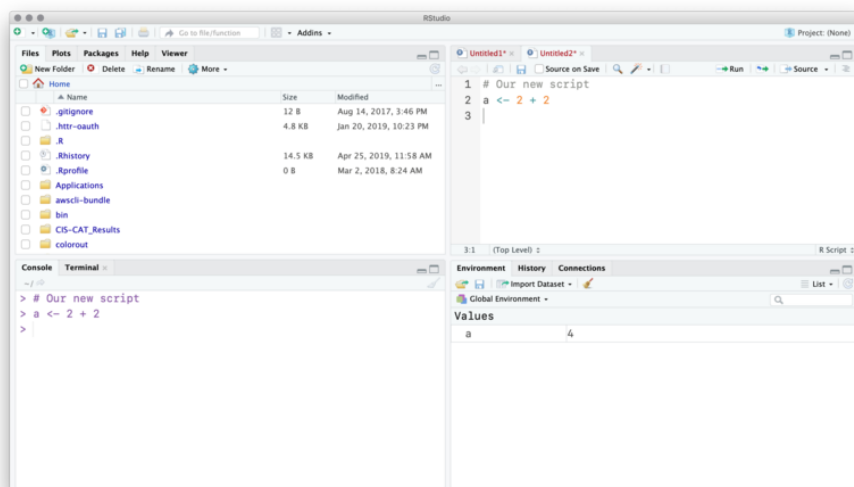 RStudio
Go to file/function Addins Project: (None)
Files Plots Packages Help Viewer
New Folder Delete Rename More
Home ...
Name Size Modified
.gitignore 12 B Aug 14, 2017, 3:46 PM
.httr-oauth 4.8 KB Jan 20, 2019, 10:23 PM
.R
.Rhistory 14.5 KB Apr 25, 2019, 11:58 AM
.Rprofile 0 B Mar 2, 2018, 8:24 AM
Applications
awscli-bundle
bin
CIS-CAT_Results
colorout
Untitled1* Untitled2*
Source on Save Run Source
1 # Our new script
2 a <- 2 + 2
3
3:1 (Top Level) R Script
Console Terminal
~/
> # Our new script
> a <- 2 + 2
>
Environment History Connections
Import Dataset List
Global Environment
Values
a 4